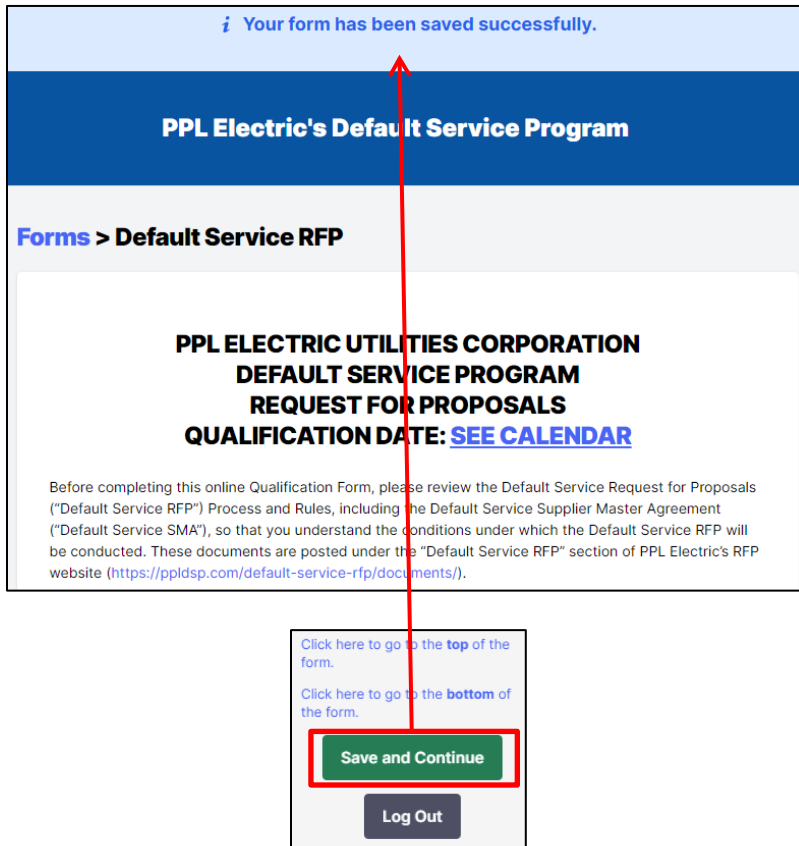 i Your form has been saved successfully.
PPL Electric's Default Service Program
Forms > Default Service RFP
PPL ELECTRIC UTILITIES CORPORATION
DEFAULT SERVICE PROGRAM
REQUEST FOR PROPOSALS
QUALIFICATION DATE: SEE CALENDAR
Before completing this online Qualification Form, please review the Default Service Request for Proposals
("Default Service RFP") Process and Rules, including the Default Service Supplier Master Agreement
("Default Service SMA"), so that you understand the conditions under which the Default Service RFP will
be conducted. These documents are posted under the "Default Service RFP" section of PPL Electric's RFP
website (https://ppldsp.com/default-service-rfp/documents/).
Click here to go to the top of the
form.
Click here to go to the bottom of
the form.
Save and Continue
Log Out